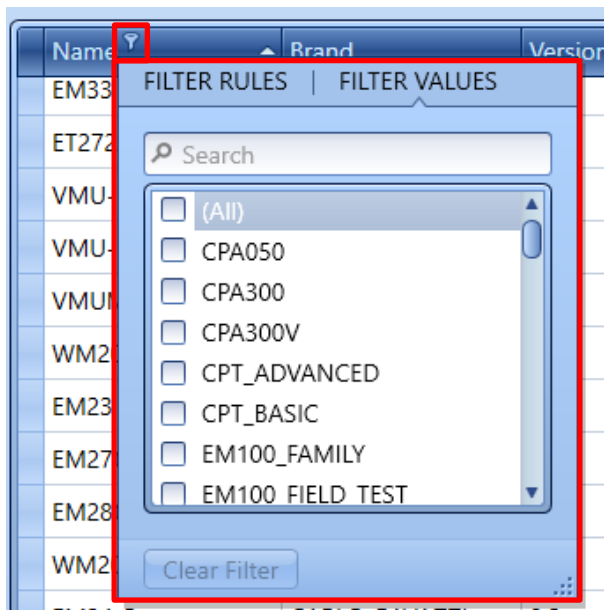 Name Brand Version
EM33
FILTER RULES | FILTER VALUES
ET272
Search
VMU-
(All)
VMU-
CPA050
CPA300
CPA300V
WM2
CPT_ADVANCED
EM23
CPT_BASIC
EM27
EM100_FAMILY
EM100_FIELD_TEST
EM28
WM2
Clear Filter